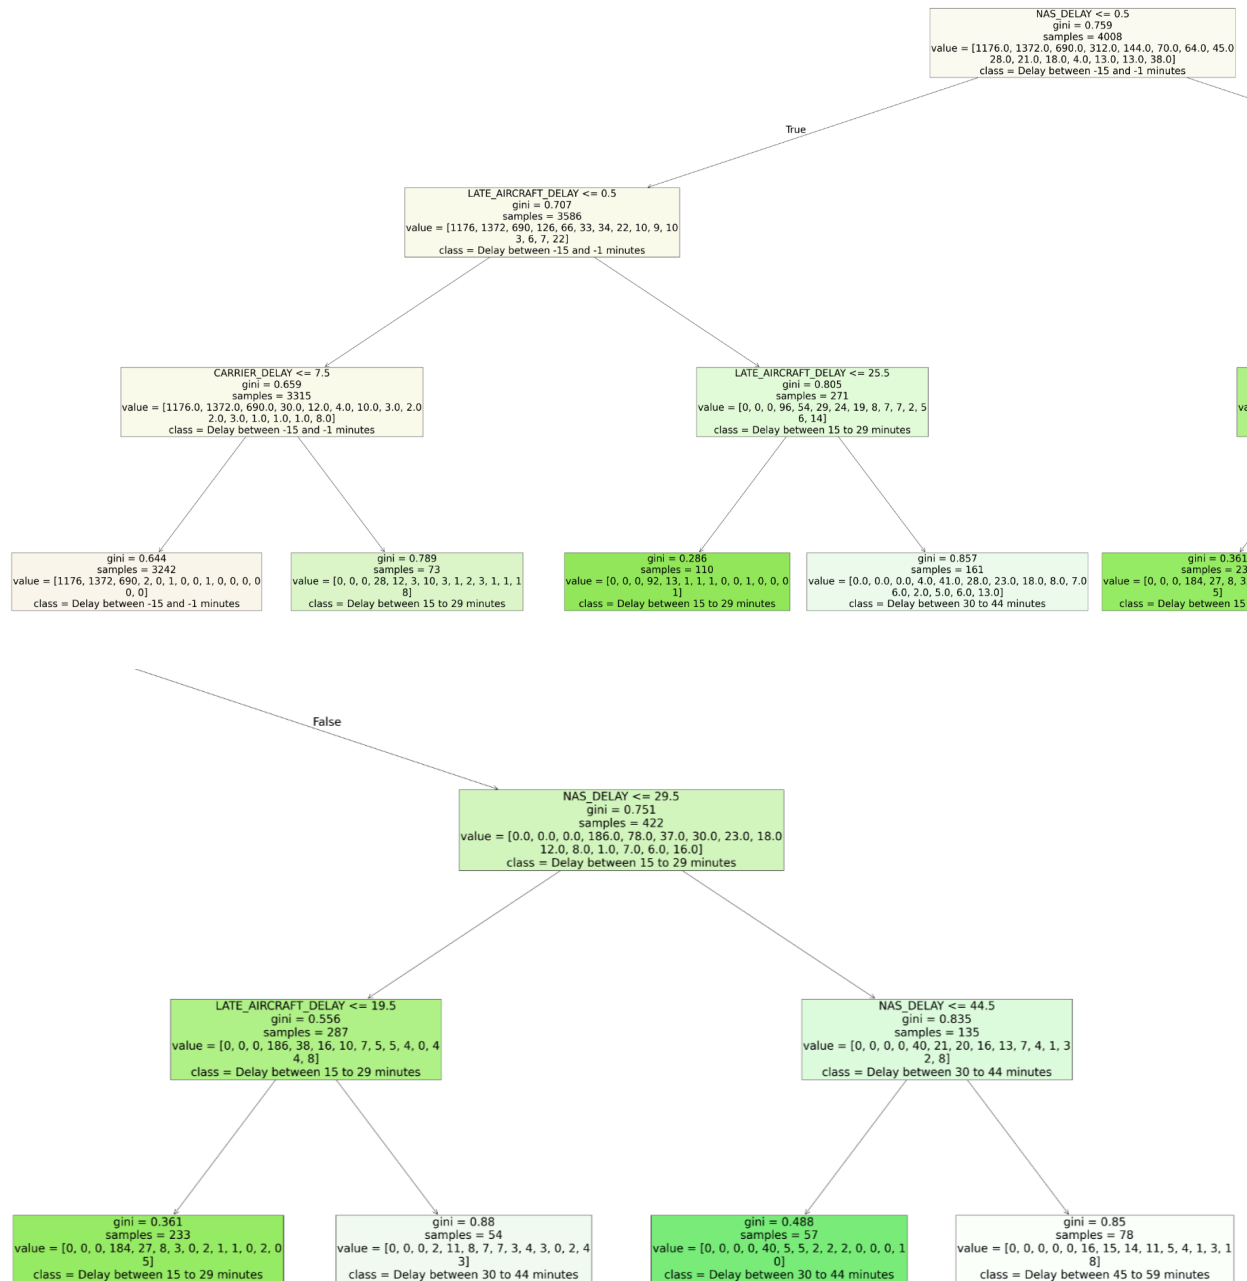 NAS_DELAY <= 0.5
gini = 0.759
samples = 4008
value = [1176.0, 1372.0, 690.0, 312.0, 144.0, 70.0, 64.0, 45.0
28.0, 21.0, 18.0, 4.0, 13.0, 13.0, 38.0]
class = Delay between -15 and -1 minutes
True
LATE_AIRCRAFT_DELAY <= 0.5
gini = 0.707
samples = 3586
value = [1176, 1372, 690, 126, 66, 33, 34, 22, 10, 9, 10
3, 6, 7, 22]
class = Delay between -15 and -1 minutes
CARRIER_DELAY <= 7.5
gini = 0.659
samples = 3315
value = [1176.0, 1372.0, 690.0, 30.0, 12.0, 4.0, 10.0, 3.0, 2.0
2.0, 3.0, 1.0, 1.0, 1.0, 8.0]
class = Delay between -15 and -1 minutes
LATE_AIRCRAFT_DELAY <= 25.5
gini = 0.805
samples = 271
value = [0, 0, 0, 96, 54, 29, 24, 19, 8, 7, 7, 2, 5
6, 14]
class = Delay between 15 to 29 minutes
gini = 0.644
samples = 3242
value = [1176, 1372, 690, 2, 0, 1, 0, 0, 1, 0, 0, 0, 0
0, 0]
class = Delay between -15 and -1 minutes
gini = 0.789
samples = 73
value = [0, 0, 0, 28, 12, 3, 10, 3, 1, 2, 3, 1, 1, 1
8]
class = Delay between 15 to 29 minutes
gini = 0.286
samples = 110
value = [0, 0, 0, 92, 13, 1, 1, 1, 0, 0, 1, 0, 0, 0
1]
class = Delay between 15 to 29 minutes
gini = 0.857
samples = 161
value = [0.0, 0.0, 0.0, 4.0, 41.0, 28.0, 23.0, 18.0, 8.0, 7.0
6.0, 2.0, 5.0, 6.0, 13.0]
class = Delay between 30 to 44 minutes
gini = 0.361
samples = 23
value = [0, 0, 0, 184, 27, 8, 3
5]
class = Delay between 15
False
NAS_DELAY <= 29.5
gini = 0.751
samples = 422
value = [0.0, 0.0, 0.0, 186.0, 78.0, 37.0, 30.0, 23.0, 18.0
12.0, 8.0, 1.0, 7.0, 6.0, 16.0]
class = Delay between 15 to 29 minutes
LATE_AIRCRAFT_DELAY <= 19.5
gini = 0.556
samples = 287
value = [0, 0, 0, 186, 38, 16, 10, 7, 5, 5, 4, 0, 4
4, 8]
class = Delay between 15 to 29 minutes
NAS_DELAY <= 44.5
gini = 0.835
samples = 135
value = [0, 0, 0, 0, 40, 21, 20, 16, 13, 7, 4, 1, 3
2, 8]
class = Delay between 30 to 44 minutes
gini = 0.361
samples = 233
value = [0, 0, 0, 184, 27, 8, 3, 0, 2, 1, 1, 0, 2, 0
5]
class = Delay between 15 to 29 minutes
gini = 0.88
samples = 54
value = [0, 0, 0, 2, 11, 8, 7, 7, 3, 4, 3, 0, 2, 4
3]
class = Delay between 30 to 44 minutes
gini = 0.488
samples = 57
value = [0, 0, 0, 0, 40, 5, 5, 2, 2, 2, 0, 0, 0, 1
0]
class = Delay between 30 to 44 minutes
gini = 0.85
samples = 78
value = [0, 0, 0, 0, 0, 16, 15, 14, 11, 5, 4, 1, 3, 1
8]
class = Delay between 45 to 59 minutes